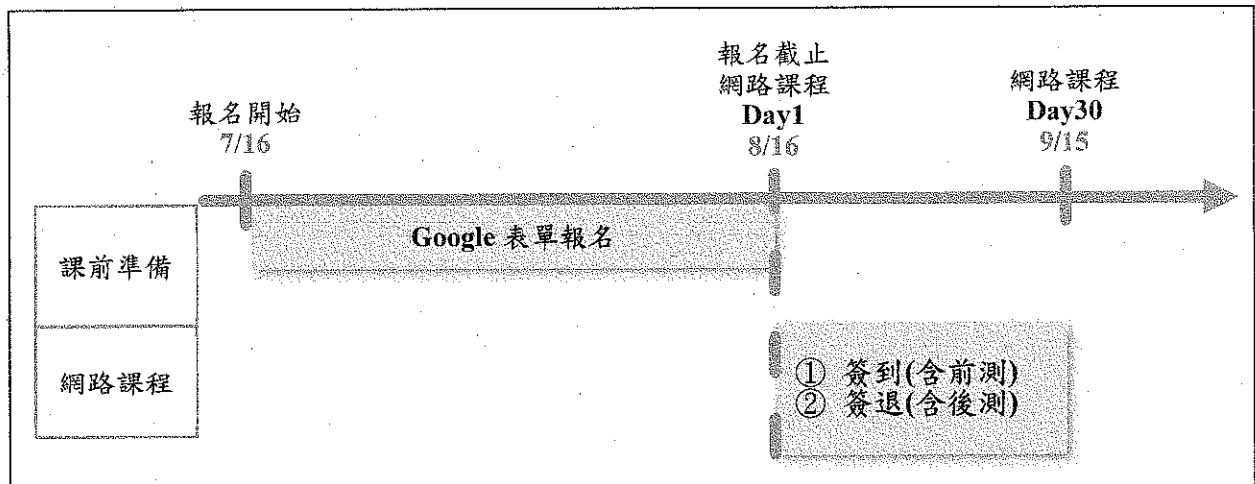 報名開始
7/16
報名截止
網路課程
Day1
8/16
網路課程
Day30
9/15
Google 表單報名
課前準備
網路課程
① 簽到(含前測)
② 簽退(含後測)